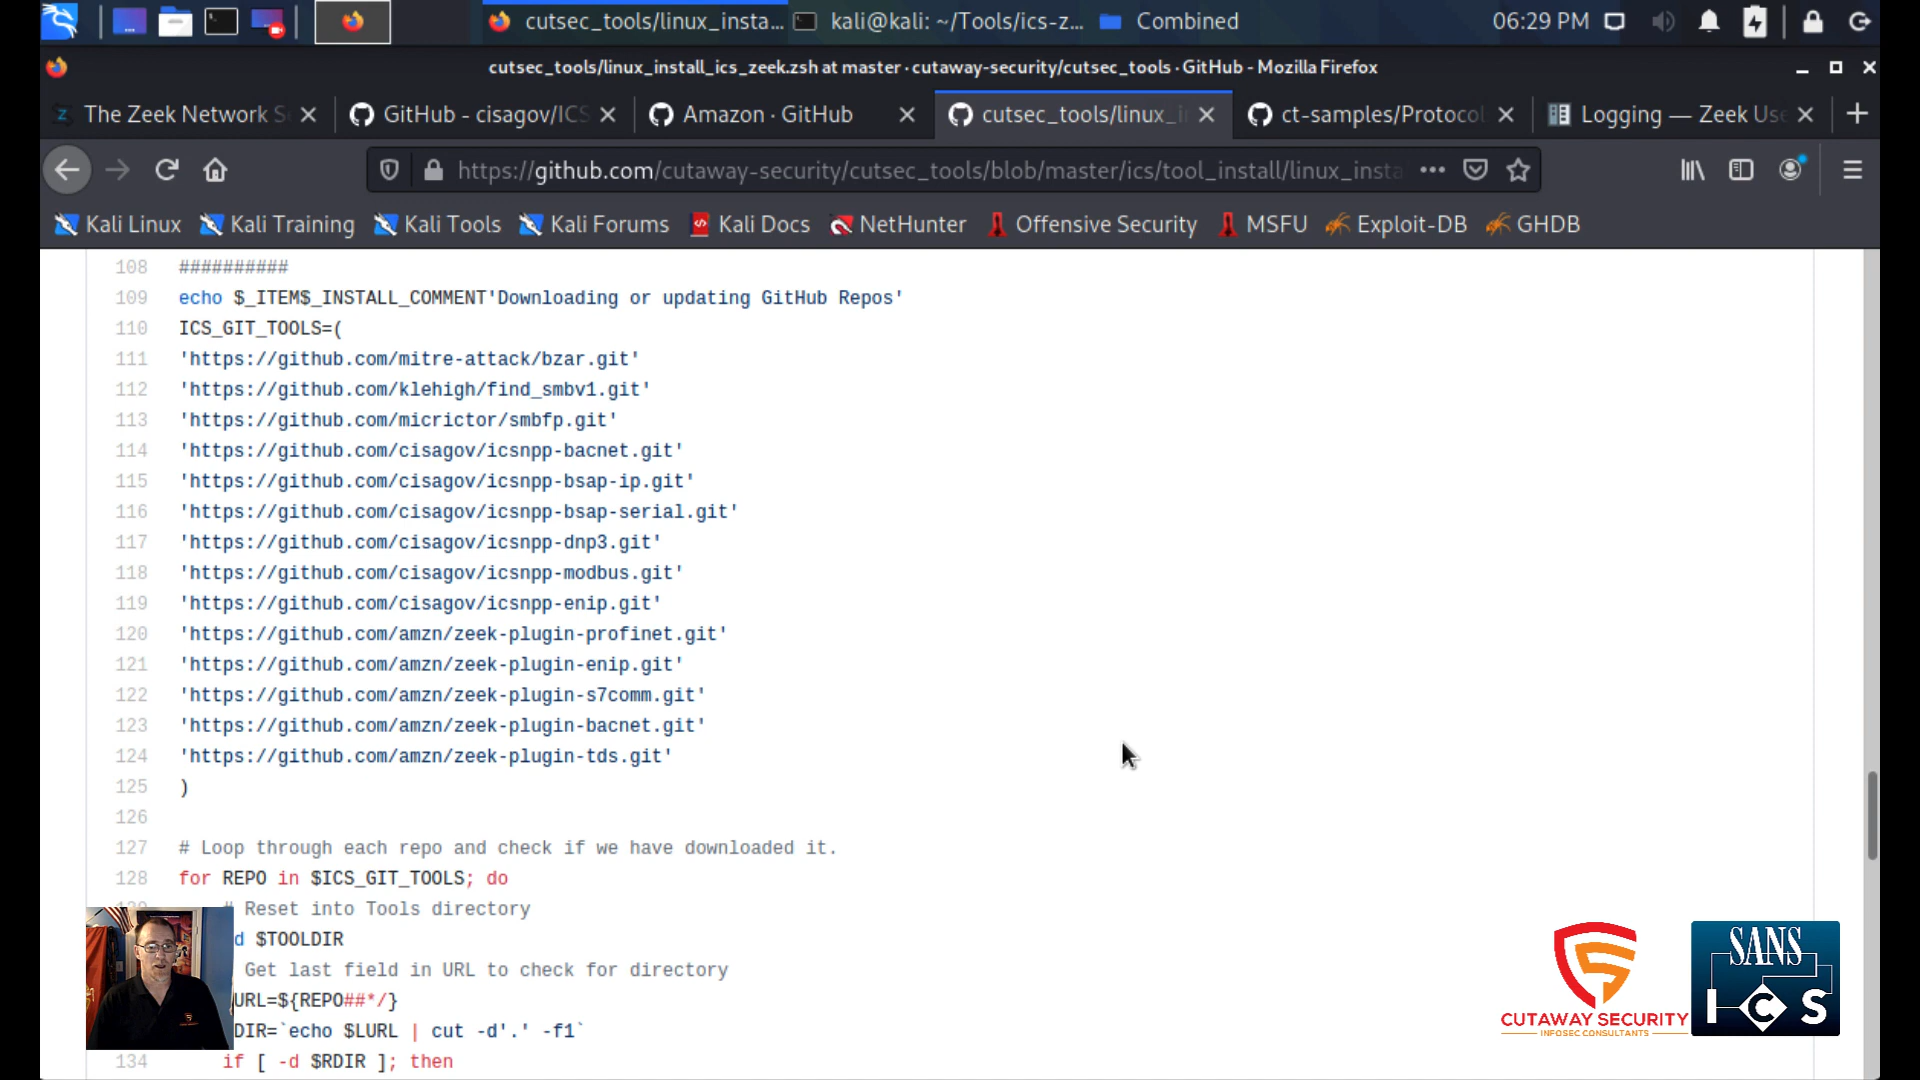 cutsec_tools/linux_insta... kali@kali: ~/Tools/ics-z... Combined 06:29 PM
cutsec_tools/linux_install_ics_zeek.zsh at master · cutaway-security/cutsec_tools · GitHub - Mozilla Firefox
The Zeek Network S GitHub - cisagov/ICS Amazon · GitHub cutsec_tools/linux_in ct-samples/Protocol Logging — Zeek Use
https://github.com/cutaway-security/cutsec_tools/blob/master/ics/tool_install/linux_insta
Kali Linux Kali Training Kali Tools Kali Forums Kali Docs NetHunter Offensive Security MSFU Exploit-DB GHDB
108 ##########
109 echo $_ITEM$_INSTALL_COMMENT'Downloading or updating GitHub Repos'
110 ICS_GIT_TOOLS=(
111 'https://github.com/mitre-attack/bzar.git'
112 'https://github.com/klehigh/find_smbv1.git'
113 'https://github.com/micrictor/smbfp.git'
114 'https://github.com/cisagov/icsnpp-bacnet.git'
115 'https://github.com/cisagov/icsnpp-bsap-ip.git'
116 'https://github.com/cisagov/icsnpp-bsap-serial.git'
117 'https://github.com/cisagov/icsnpp-dnp3.git'
118 'https://github.com/cisagov/icsnpp-modbus.git'
119 'https://github.com/cisagov/icsnpp-enip.git'
120 'https://github.com/amzn/zeek-plugin-profinet.git'
121 'https://github.com/amzn/zeek-plugin-enip.git'
122 'https://github.com/amzn/zeek-plugin-s7comm.git'
123 'https://github.com/amzn/zeek-plugin-bacnet.git'
124 'https://github.com/amzn/zeek-plugin-tds.git'
125 )
126
127 # Loop through each repo and check if we have downloaded it.
128 for REPO in $ICS_GIT_TOOLS; do
# Reset into Tools directory
d $TOOLDIR
Get last field in URL to check for directory
URL=${REPO##*/}
DIR=`echo $LURL | cut -d'.' -f1`
134 if [ -d $RDIR ]; then
CUTAWAY SECURITY
INFOSEC CONSULTANTS
SANS
ICS